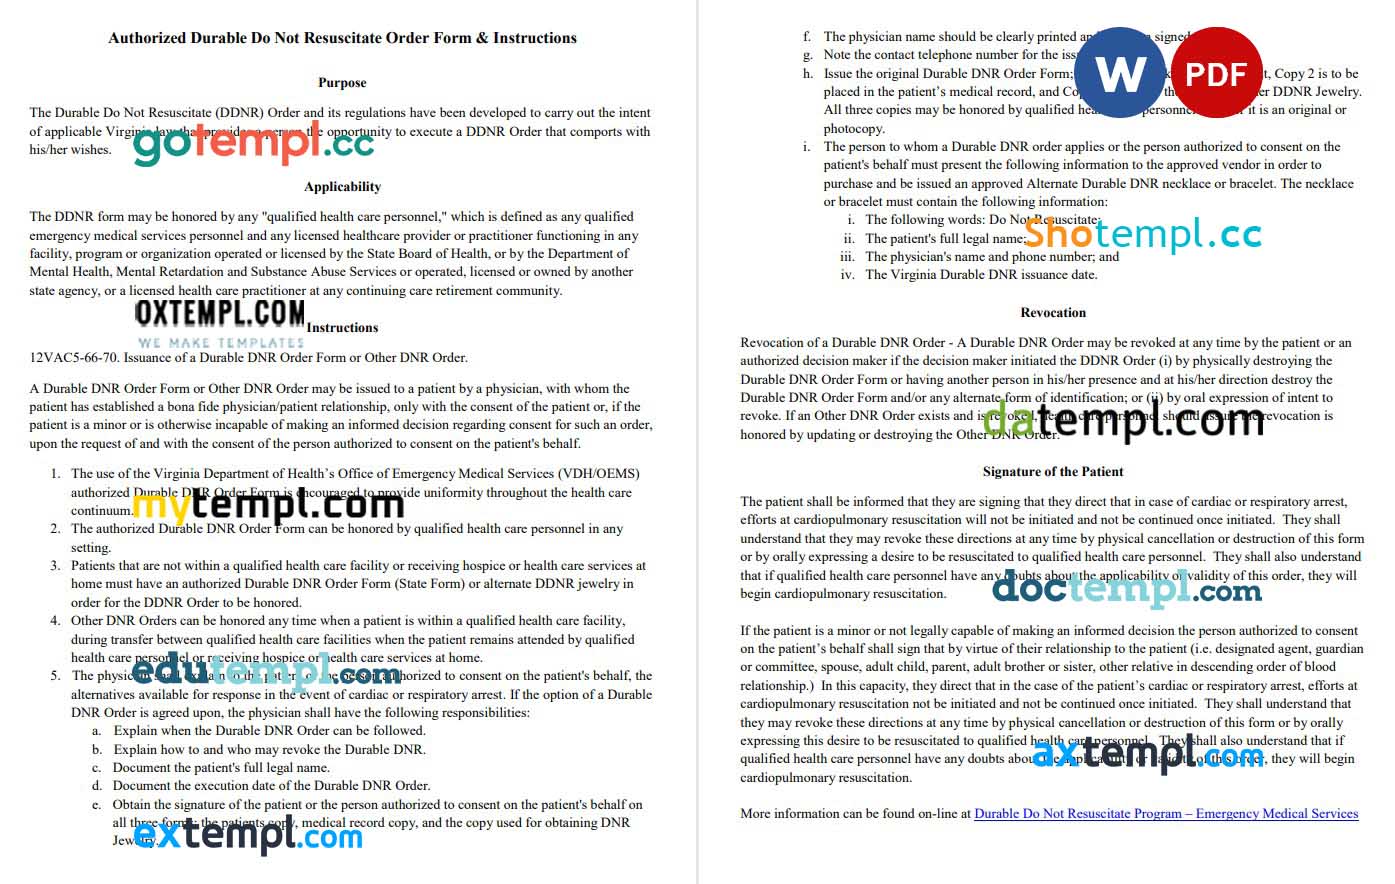 Authorized Durable Do Not Resuscitate Order Form & Instructions
Purpose
The Durable Do Not Resuscitate (DDNR) Order and its regulations have been developed to carry out the intent
of applicable Virginia law that provides a person the opportunity to execute a DDNR Order that comports with
his/her wishes.
gotempl.cc
Applicability
The DDNR form may be honored by any "qualified health care personnel," which is defined as any qualified
emergency medical services personnel and any licensed healthcare provider or practitioner functioning in any
facility, program or organization operated or licensed by the State Board of Health, or by the Department of
Mental Health, Mental Retardation and Substance Abuse Services or operated, licensed or owned by another
state agency, or a licensed health care practitioner at any continuing care retirement community.
OXTEMPL.COM
WE MAKE TEMPLATES
Instructions
12VAC5-66-70. Issuance of a Durable DNR Order Form or Other DNR Order.
A Durable DNR Order Form or Other DNR Order may be issued to a patient by a physician, with whom the
patient has established a bona fide physician/patient relationship, only with the consent of the patient or, if the
patient is a minor or is otherwise incapable of making an informed decision regarding consent for such an order,
upon the request of and with the consent of the person authorized to consent on the patient's behalf.
1. The use of the Virginia Department of Health's Office of Emergency Medical Services (VDH/OEMS)
authorized Durable DNR Order Form is encouraged to provide uniformity throughout the health care
continuum.
mytempl.com
2. The authorized Durable DNR Order Form can be honored by qualified health care personnel in any
setting.
3. Patients that are not within a qualified health care facility or receiving hospice or health care services at
home must have an authorized Durable DNR Order Form (State Form) or alternate DDNR jewelry in
order for the DDNR Order to be honored.
4. Other DNR Orders can be honored any time when a patient is within a qualified health care facility,
during transfer between qualified health care facilities when the patient remains attended by qualified
health care personnel or receiving hospice or health care services at home.
edutempl.com
5. The physician shall explain to the patient or the person authorized to consent on the patient's behalf, the
alternatives available for response in the event of cardiac or respiratory arrest. If the option of a Durable
DNR Order is agreed upon, the physician shall have the following responsibilities:
a. Explain when the Durable DNR Order can be followed.
b. Explain how to and who may revoke the Durable DNR.
c. Document the patient's full legal name.
d. Document the execution date of the Durable DNR Order.
e. Obtain the signature of the patient or the person authorized to consent on the patient's behalf on
all three forms: the patients copy, medical record copy, and the copy used for obtaining DNR
Jewelry.
extempl.com
f. The physician name should be clearly printed signed
g. Note the contact telephone number for the
h. Issue the original Durable DNR Order Form; Copy 2 is to be
placed in the patient's medical record, and DDNR Jewelry.
All three copies may be honored by qualified it is an original or
photocopy.
W
PDF
i. The person to whom a Durable DNR order applies or the person authorized to consent on the
patient's behalf must present the following information to the approved vendor in order to
purchase and be issued an approved Alternate Durable DNR necklace or bracelet. The necklace
or bracelet must contain the following information:
i. The following words: Do Not Resuscitate;
ii. The patient's full legal name;
Shotempl.cc
iii. The physician's name and phone number; and
iv. The Virginia Durable DNR issuance date.
Revocation
Revocation of a Durable DNR Order - A Durable DNR Order may be revoked at any time by the patient or an
authorized decision maker if the decision maker initiated the DDNR Order (i) by physically destroying the
Durable DNR Order Form or having another person in his/her presence and at his/her direction destroy the
Durable DNR Order Form and/or any alternate form of identification; or (ii) by oral expression of intent to
revoke. If an Other DNR Order exists and is revoked, health care personnel should assure the revocation is
honored by updating or destroying the Other DNR Order.
datempl.com
Signature of the Patient
The patient shall be informed that they are signing that they direct that in case of cardiac or respiratory arrest,
efforts at cardiopulmonary resuscitation will not be initiated and not be continued once initiated. They shall
understand that they may revoke these directions at any time by physical cancellation or destruction of this form
or by orally expressing a desire to be resuscitated to qualified health care personnel. They shall also understand
that if qualified health care personnel have any doubts about the applicability or validity of this order, they will
begin cardiopulmonary resuscitation.
doctempl.com
If the patient is a minor or not legally capable of making an informed decision the person authorized to consent
on the patient's behalf shall sign that by virtue of their relationship to the patient (i.e. designated agent, guardian
or committee, spouse, adult child, parent, adult brother or sister, other relative in descending order of blood
relationship.) In this capacity, they direct that in the case of the patient's cardiac or respiratory arrest, efforts at
cardiopulmonary resuscitation not be initiated and not be continued once initiated. They shall understand that
they may revoke these directions at any time by physical cancellation or destruction of this form or by orally
expressing this desire to be resuscitated to qualified health care personnel. They shall also understand that if
qualified health care personnel have any doubts about the applicability or validity of this order, they will begin
cardiopulmonary resuscitation.
axtempl.com
More information can be found on-line at Durable Do Not Resuscitate Program – Emergency Medical Services